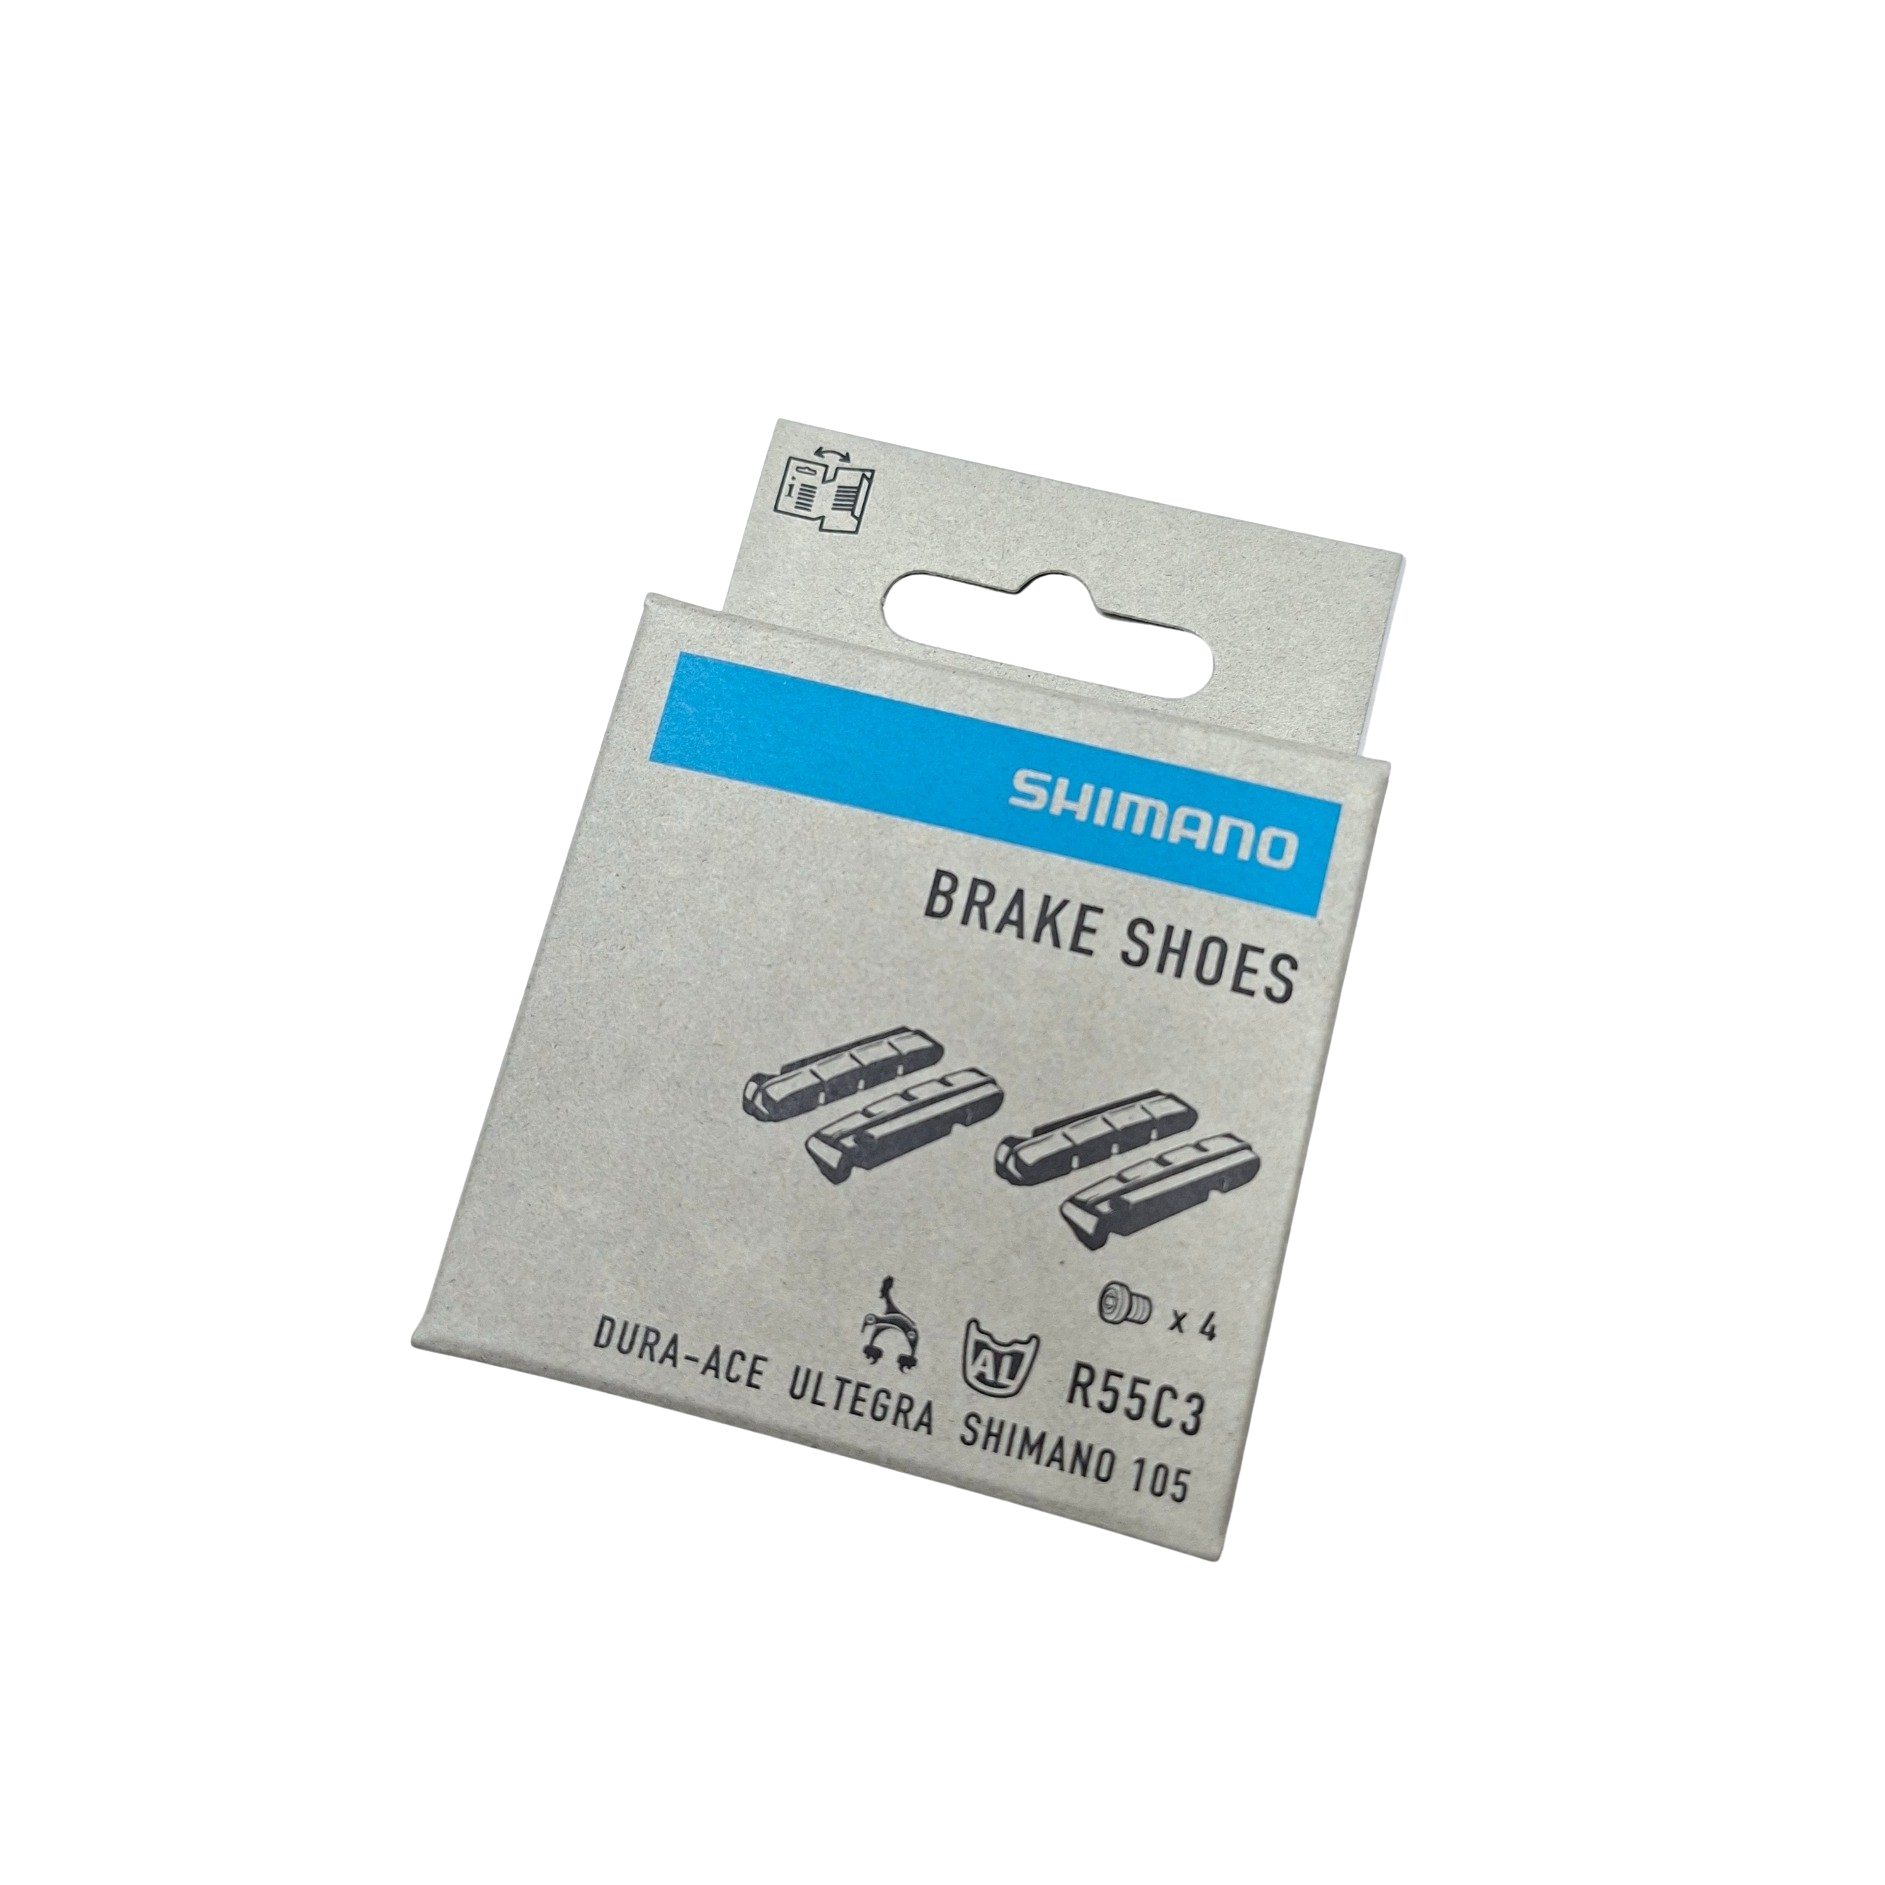 i
SHIMANO
BRAKE SHOES
x 4
AL
R55C3
DURA-ACE ULTEGRA SHIMANO 105